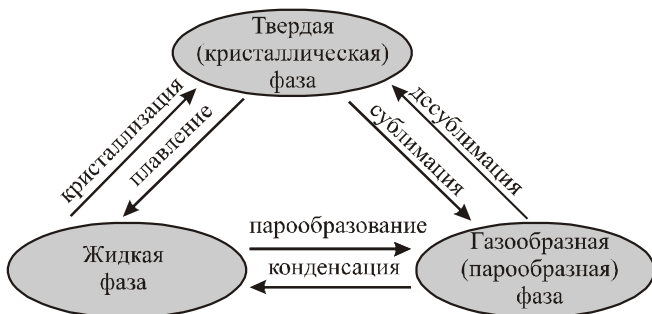 Твердая
(кристаллическая)
фаза
кристаллизация
плавление
сублимация
десублимация
парообразование
конденсация
Жидкая
фаза
Газообразная
(парообразная)
фаза